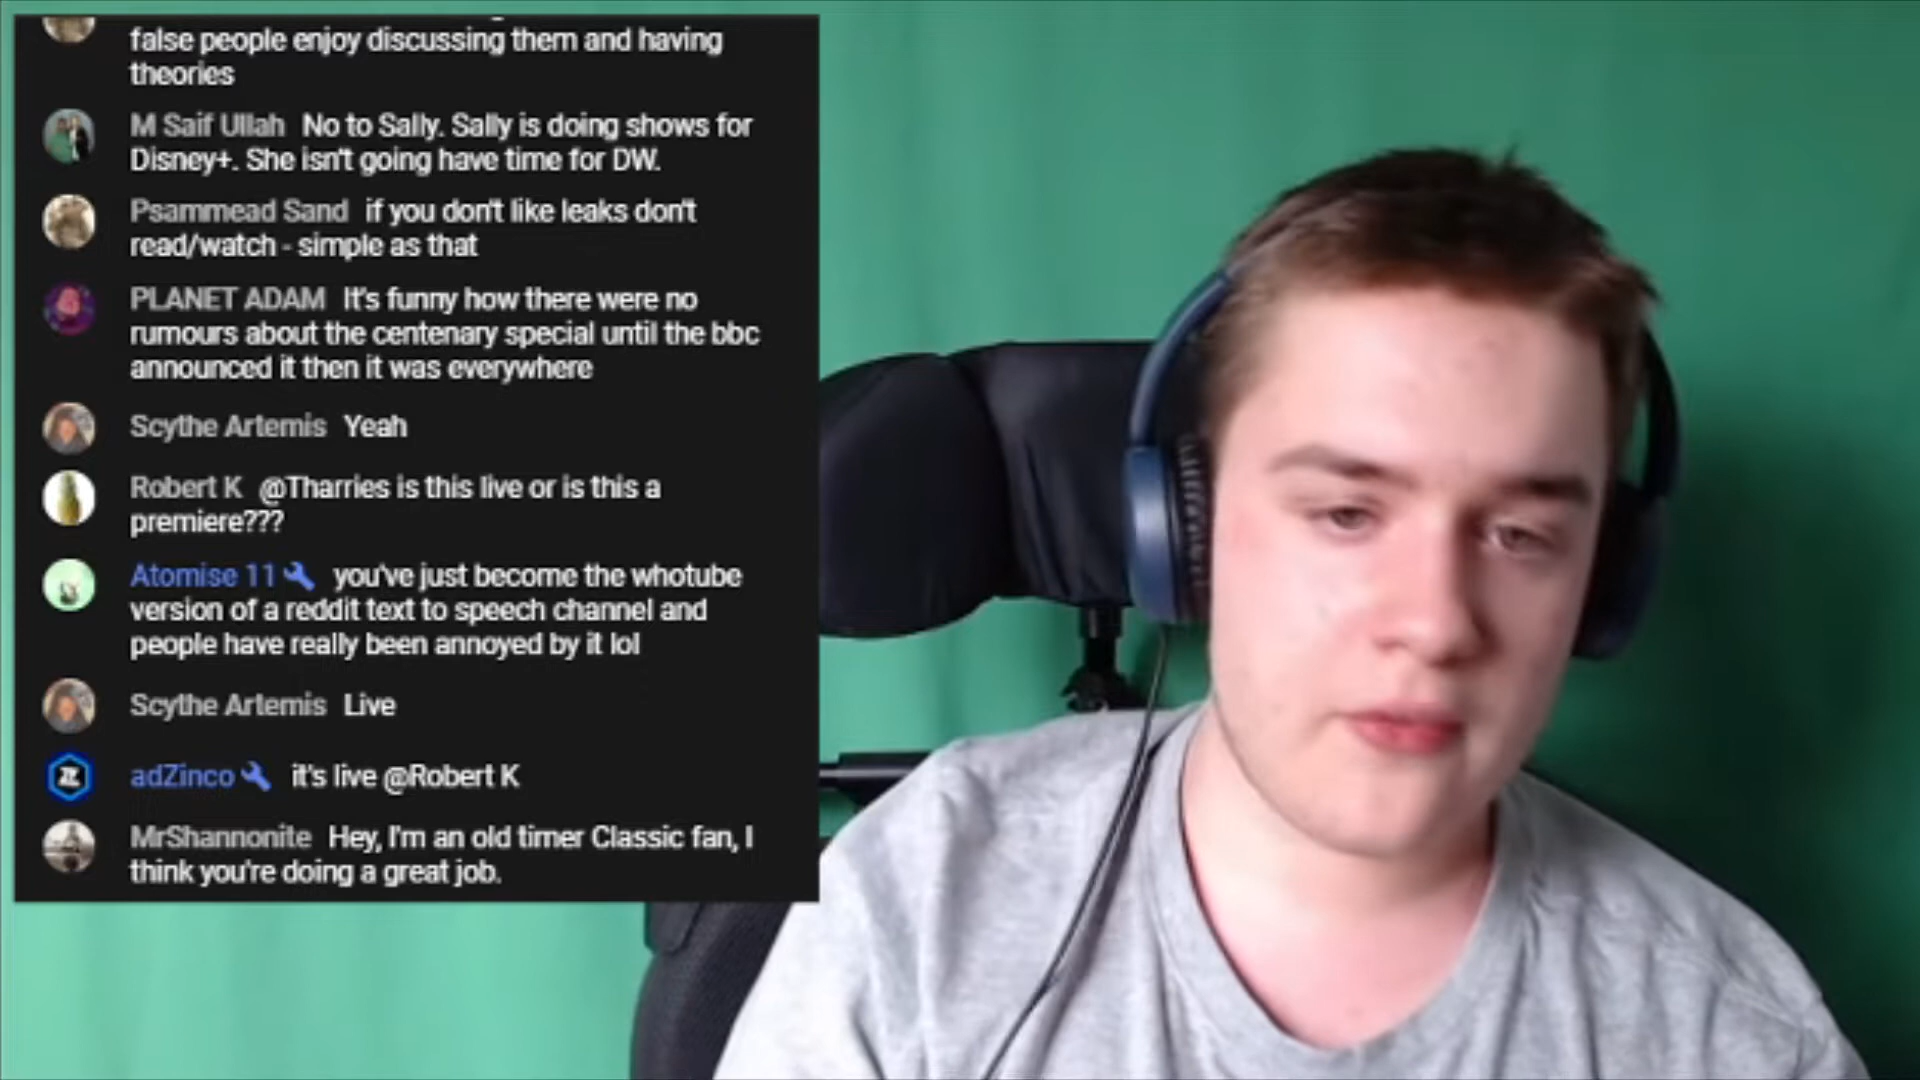 false people enjoy discussing them and having
theories
M Saif Ullah No to Sally. Sally is doing shows for
Disney+. She isn't going have time for DW.
Psammead Sand if you don't like leaks don't
read/watch - simple as that
PLANET ADAM It's funny how there were no
rumours about the centenary special until the bbc
announced it then it was everywhere
Scythe Artemis Yeah
Robert K @Tharries is this live or is this a
premiere???
Atomise 11 you've just become the whotube
version of a reddit text to speech channel and
people have really been annoyed by it lol
Scythe Artemis Live
adZinco it's live @Robert K
MrShannonite Hey, I'm an old timer Classic fan, I
think you're doing a great job.